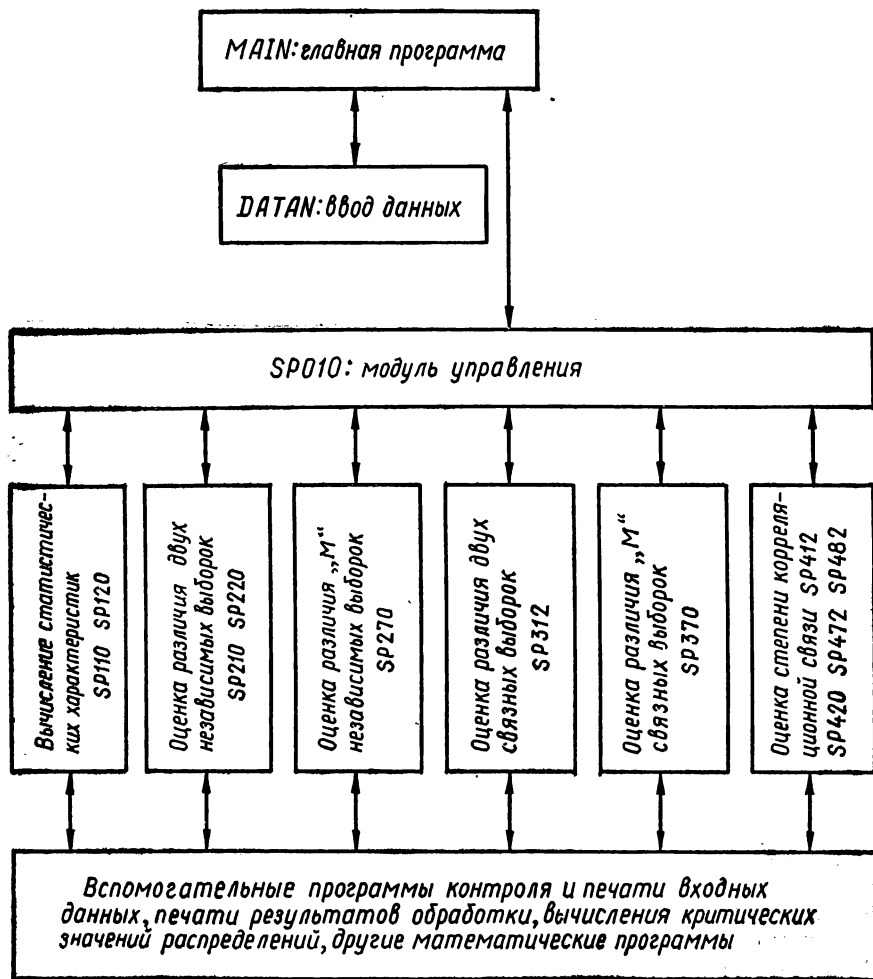 MAIN: главная программа
DATAN: ввод данных
SP010: модуль управления
Вычисление статистичес-
ких характеристик
SP110 SP120
Оценка различия двух
независимых выборок
SP210 SP220
Оценка различия „М“
независимых выборок
SP270
Оценка различия двух
связных выборок
SP312
Оценка различия „М“
связных выборок
SP370
Оценка степени корреля-
ционной связи SP412
SP420 SP472 SP482
Вспомогательные программы контроля и печати входных
данных, печати результатов обработки, вычисления критических
значений распределений, другие математические программы